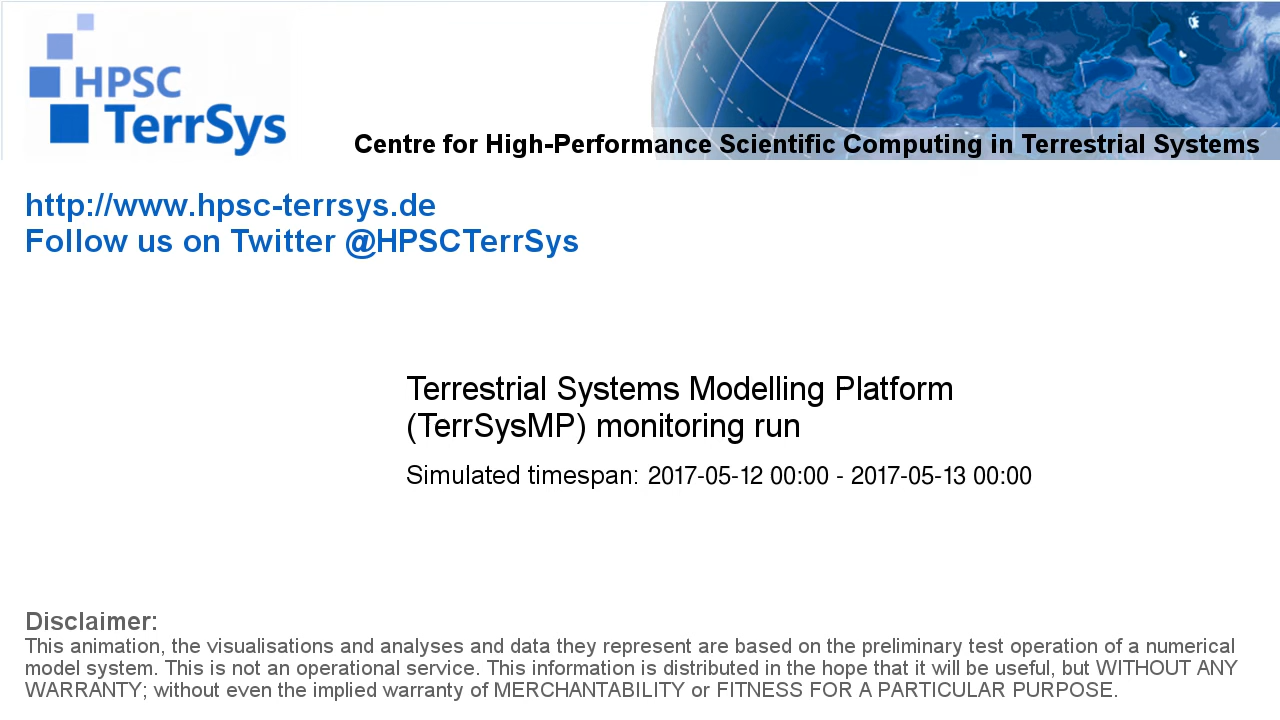 HPSC
TerrSys
Centre for High-Performance Scientific Computing in Terrestrial Systems
http://www.hpsc-terrsys.de
Follow us on Twitter @HPSCTerrSys
Terrestrial Systems Modelling Platform
(TerrSysMP) monitoring run
Simulated timespan: 2017-05-12 00:00 - 2017-05-13 00:00
Disclaimer:
This animation, the visualisations and analyses and data they represent are based on the preliminary test operation of a numerical
model system. This is not an operational service. This information is distributed in the hope that it will be useful, but WITHOUT ANY
WARRANTY; without even the implied warranty of MERCHANTABILITY or FITNESS FOR A PARTICULAR PURPOSE.